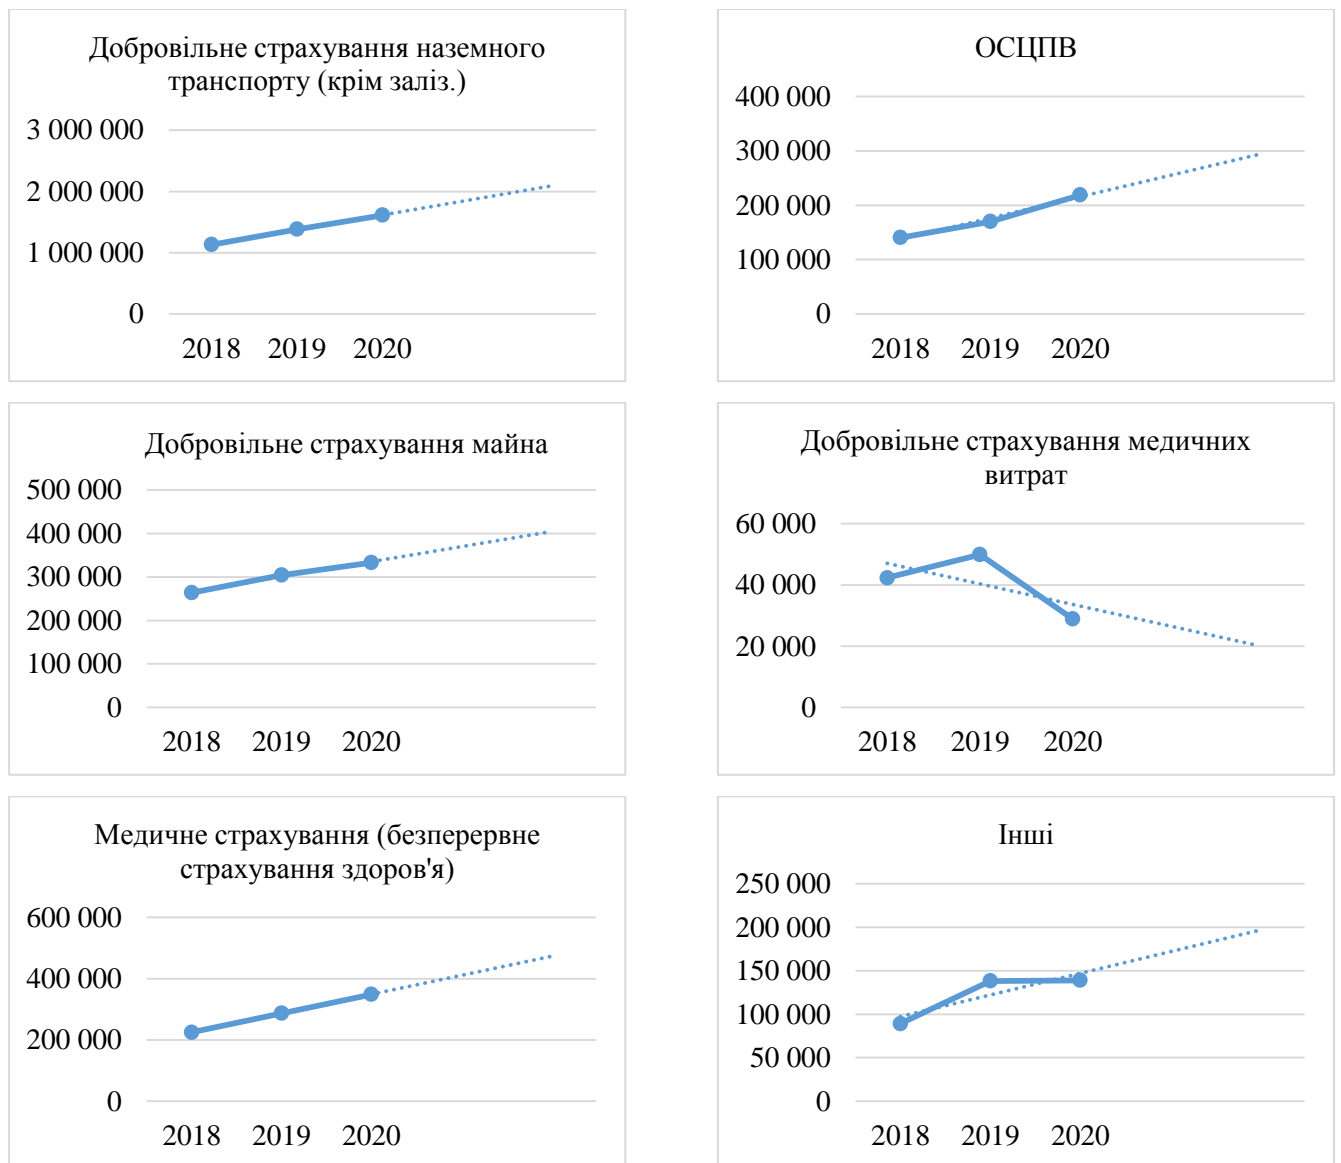 Добровільне страхування наземного
транспорту (крім заліз.)
3 000 000
2 000 000
1 000 000
0
2018 2019 2020
ОСЦПВ
400 000
300 000
200 000
100 000
0
2018 2019 2020
Добровільне страхування майна
500 000
400 000
300 000
200 000
100 000
0
2018 2019 2020
Добровільне страхування медичних
витрат
60 000
40 000
20 000
0
2018 2019 2020
Медичне страхування (безперервне
страхування здоров'я)
600 000
400 000
200 000
0
2018 2019 2020
Інші
250 000
200 000
150 000
100 000
50 000
0
2018 2019 2020